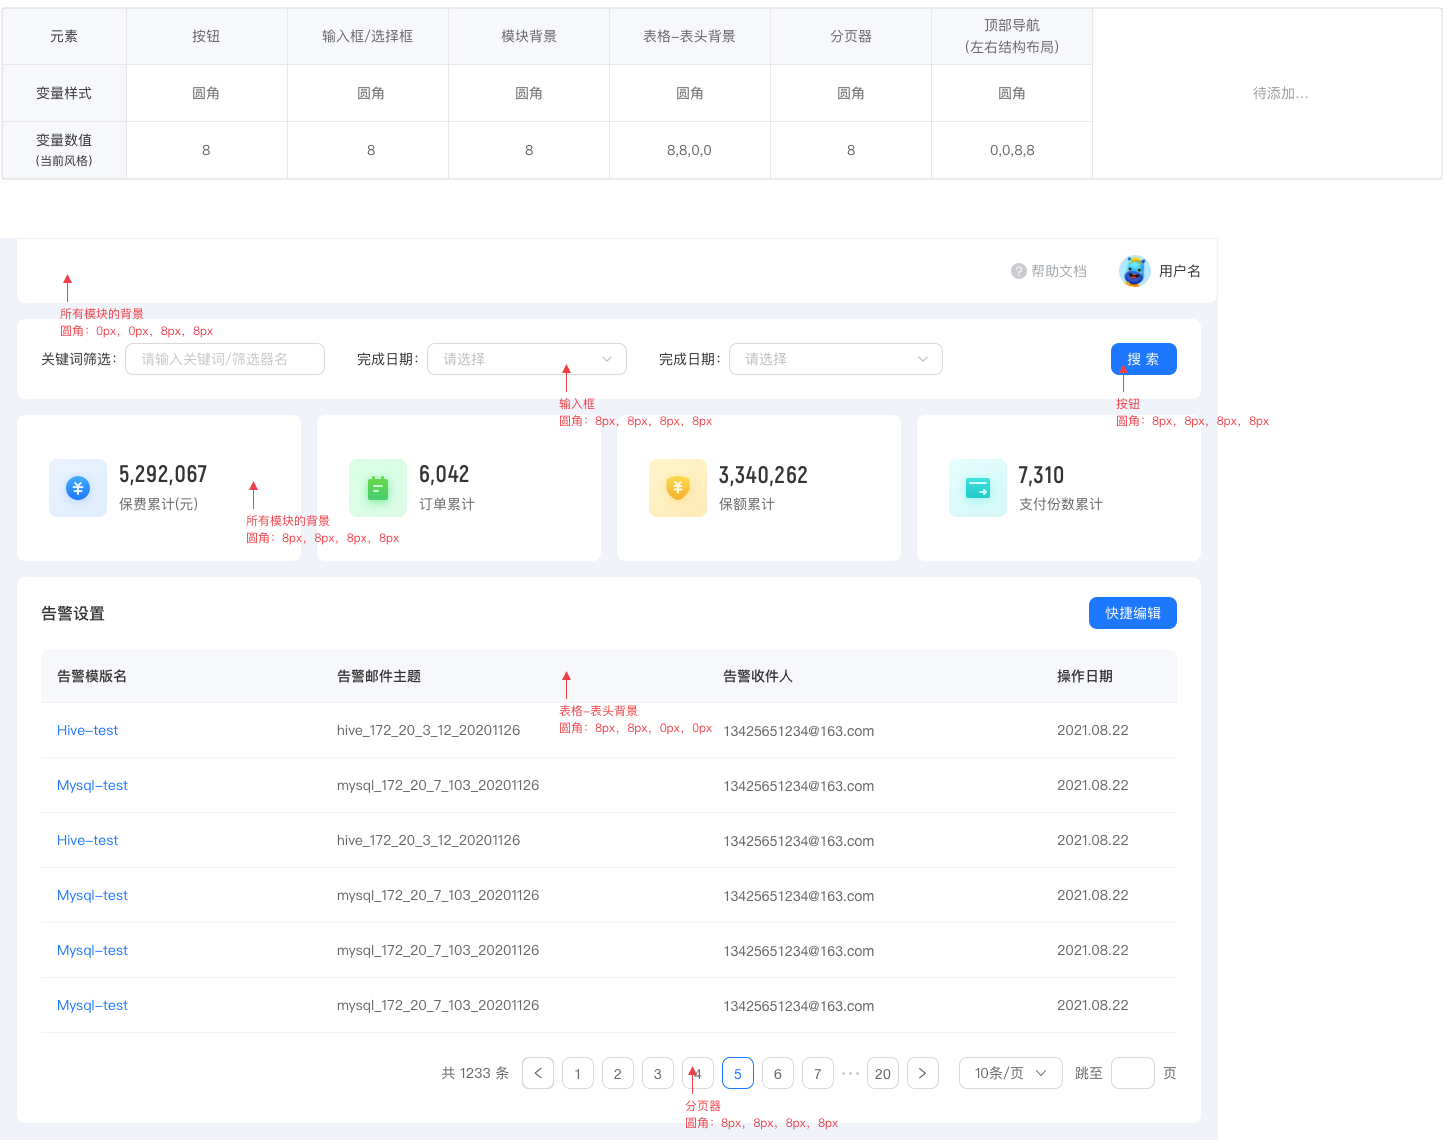 元素 按钮 输入框/选择框 模块背景 表格-表头背景 分页器 顶部导航
(左右结构布局)
变量样式 圆角 圆角 圆角 圆角 圆角 圆角 待添加...
变量数值
(当前风格)
8 8 8 8,8,0,0 8 0,0,8,8
帮助文档 用户名
所有模块的背景
圆角：0px，0px，8px，8px
关键词筛选： 请输入关键词/筛选器名 完成日期： 请选择 完成日期： 请选择 搜 索
输入框
圆角：8px，8px，8px，8px
按钮
圆角：8px，8px，8px，8px
5,292,067
保费累计(元)
6,042
订单累计
3,340,262
保额累计
7,310
支付份数累计
所有模块的背景
圆角：8px，8px，8px，8px
告警设置 快捷编辑
告警模版名 告警邮件主题 告警收件人 操作日期
表格-表头背景
圆角：8px，8px，0px，0px
Hive-test hive_172_20_3_12_20201126 13425651234@163.com 2021.08.22
Mysql-test mysql_172_20_7_103_20201126 13425651234@163.com 2021.08.22
Hive-test hive_172_20_3_12_20201126 13425651234@163.com 2021.08.22
Mysql-test mysql_172_20_7_103_20201126 13425651234@163.com 2021.08.22
Mysql-test mysql_172_20_7_103_20201126 13425651234@163.com 2021.08.22
Mysql-test mysql_172_20_7_103_20201126 13425651234@163.com 2021.08.22
共 1233 条 < 1 2 3 4 5 6 7 ··· 20 > 10条/页 跳至 页
分页器
圆角：8px，8px，8px，8px